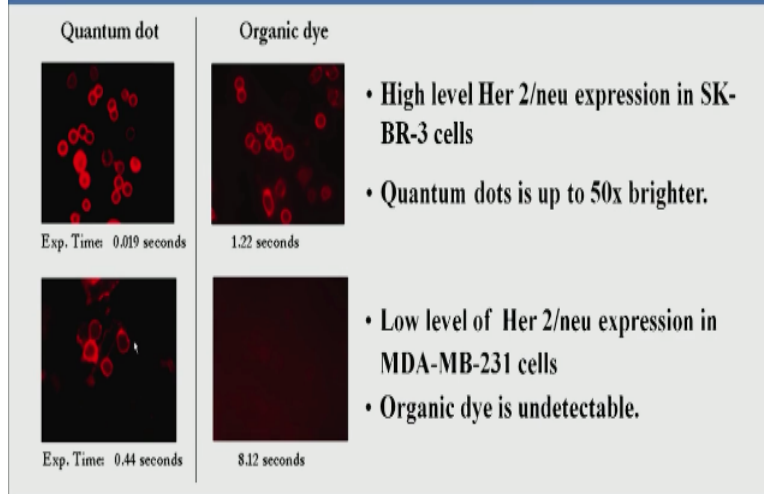 Quantum dot
Organic dye
• High level Her 2/neu expression in SK-
BR-3 cells
• Quantum dots is up to 50x brighter.
Exp. Time: 0.019 seconds
1.22 seconds
• Low level of Her 2/neu expression in
MDA-MB-231 cells
• Organic dye is undetectable.
Exp. Time: 0.44 seconds
8.12 seconds